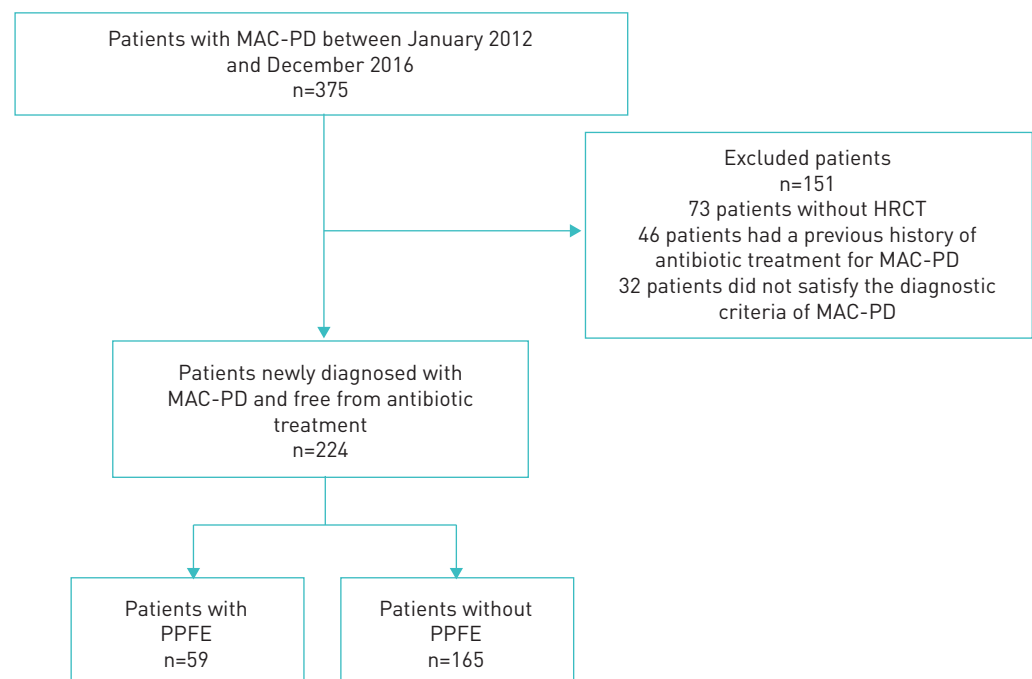 Patients with MAC-PD between January 2012
and December 2016
n=375
Excluded patients
n=151
73 patients without HRCT
46 patients had a previous history of
antibiotic treatment for MAC-PD
32 patients did not satisfy the diagnostic
criteria of MAC-PD
Patients newly diagnosed with
MAC-PD and free from antibiotic
treatment
n=224
Patients with
PPFE
n=59
Patients without
PPFE
n=165